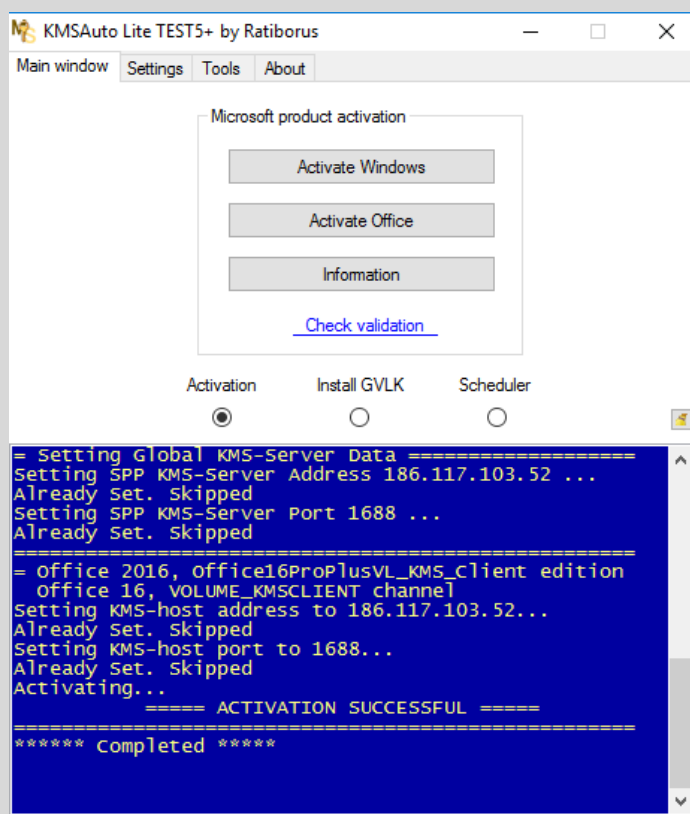 KMSAuto Lite TEST5+ by Ratiborus
Main window Settings Tools About
Microsoft product activation
Activate Windows
Activate Office
Information
Check validation
Activation Install GVLK Scheduler
= Setting Global KMS-Server Data ===================
Setting SPP KMS-Server Address 186.117.103.52 ...
Already Set. Skipped
Setting SPP KMS-Server Port 1688 ...
Already Set. Skipped
====================================================
= Office 2016, Office16ProPlusVL_KMS_Client edition
Office 16, VOLUME_KMSCLIENT channel
Setting KMS-host address to 186.117.103.52...
Already Set. Skipped
Setting KMS-host port to 1688...
Already Set. Skipped
Activating...
===== ACTIVATION SUCCESSFUL =====
====================================================
****** Completed *****